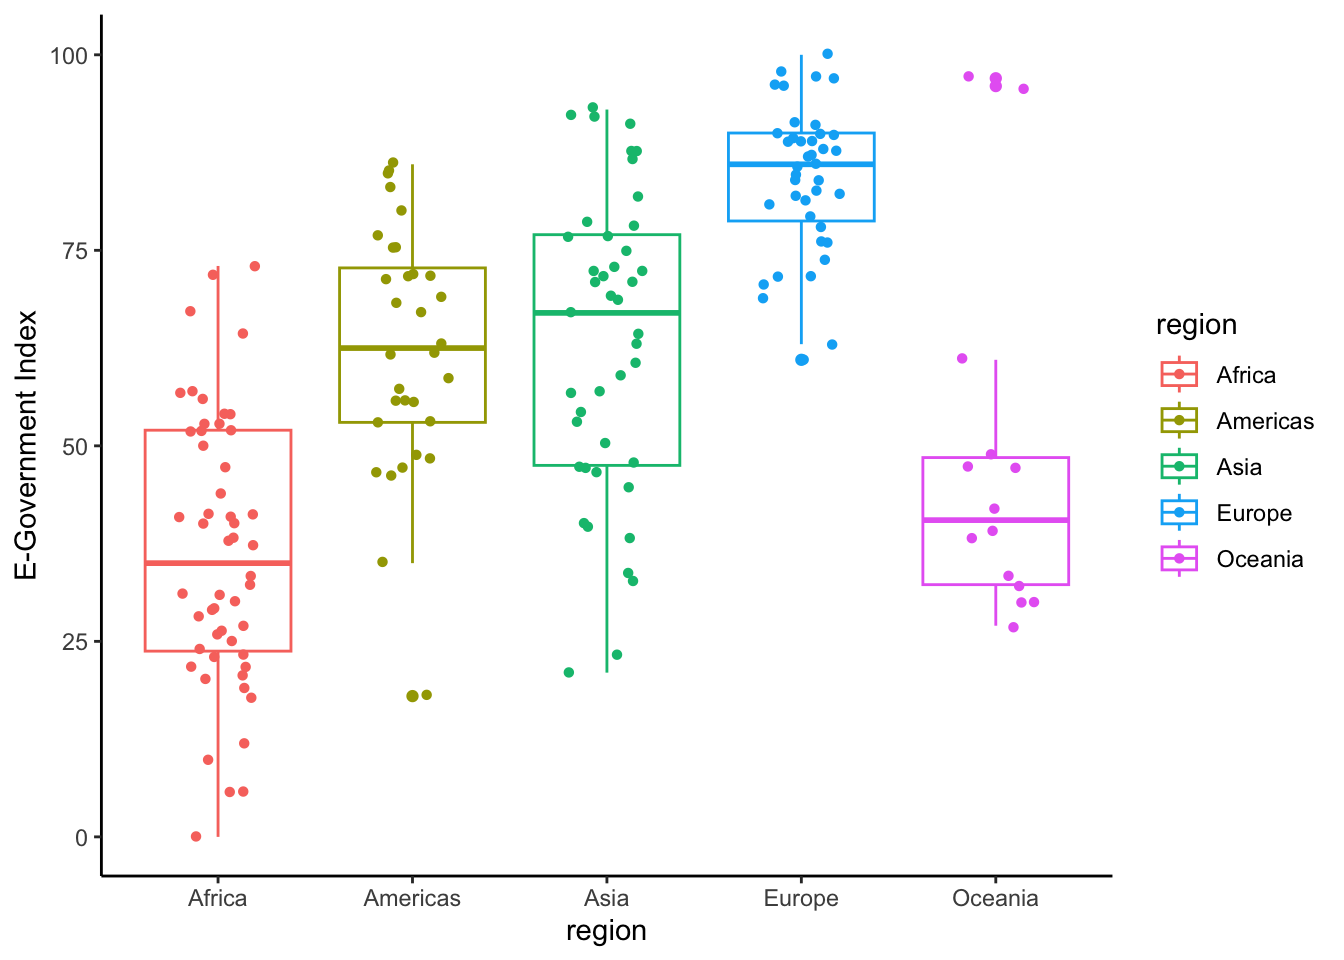 E-Government Index
100
75
50
25
0
Africa
Americas
Asia
Europe
Oceania
region
region
Africa
Americas
Asia
Europe
Oceania